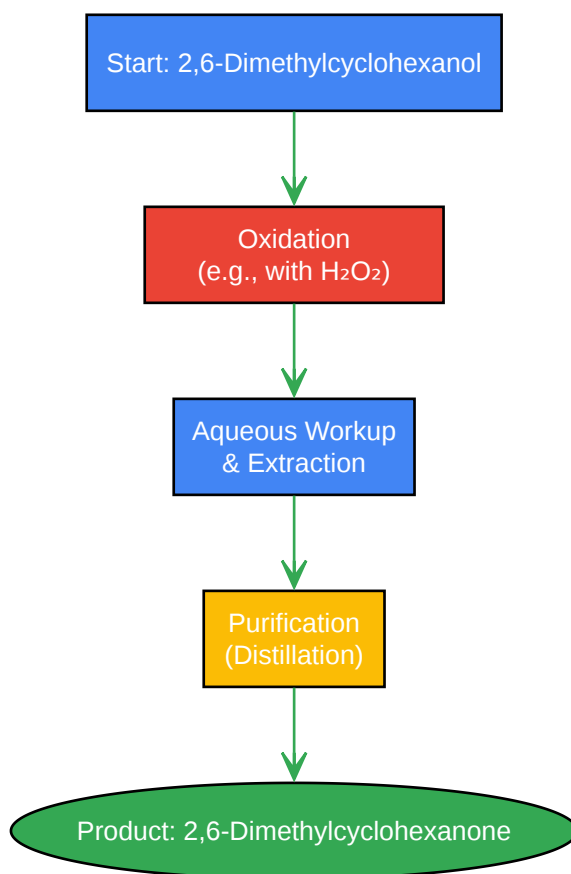 Start: 2,6-Dimethylcyclohexanol
Oxidation
(e.g., with H₂O₂)
Aqueous Workup
& Extraction
Purification
(Distillation)
Product: 2,6-Dimethylcyclohexanone